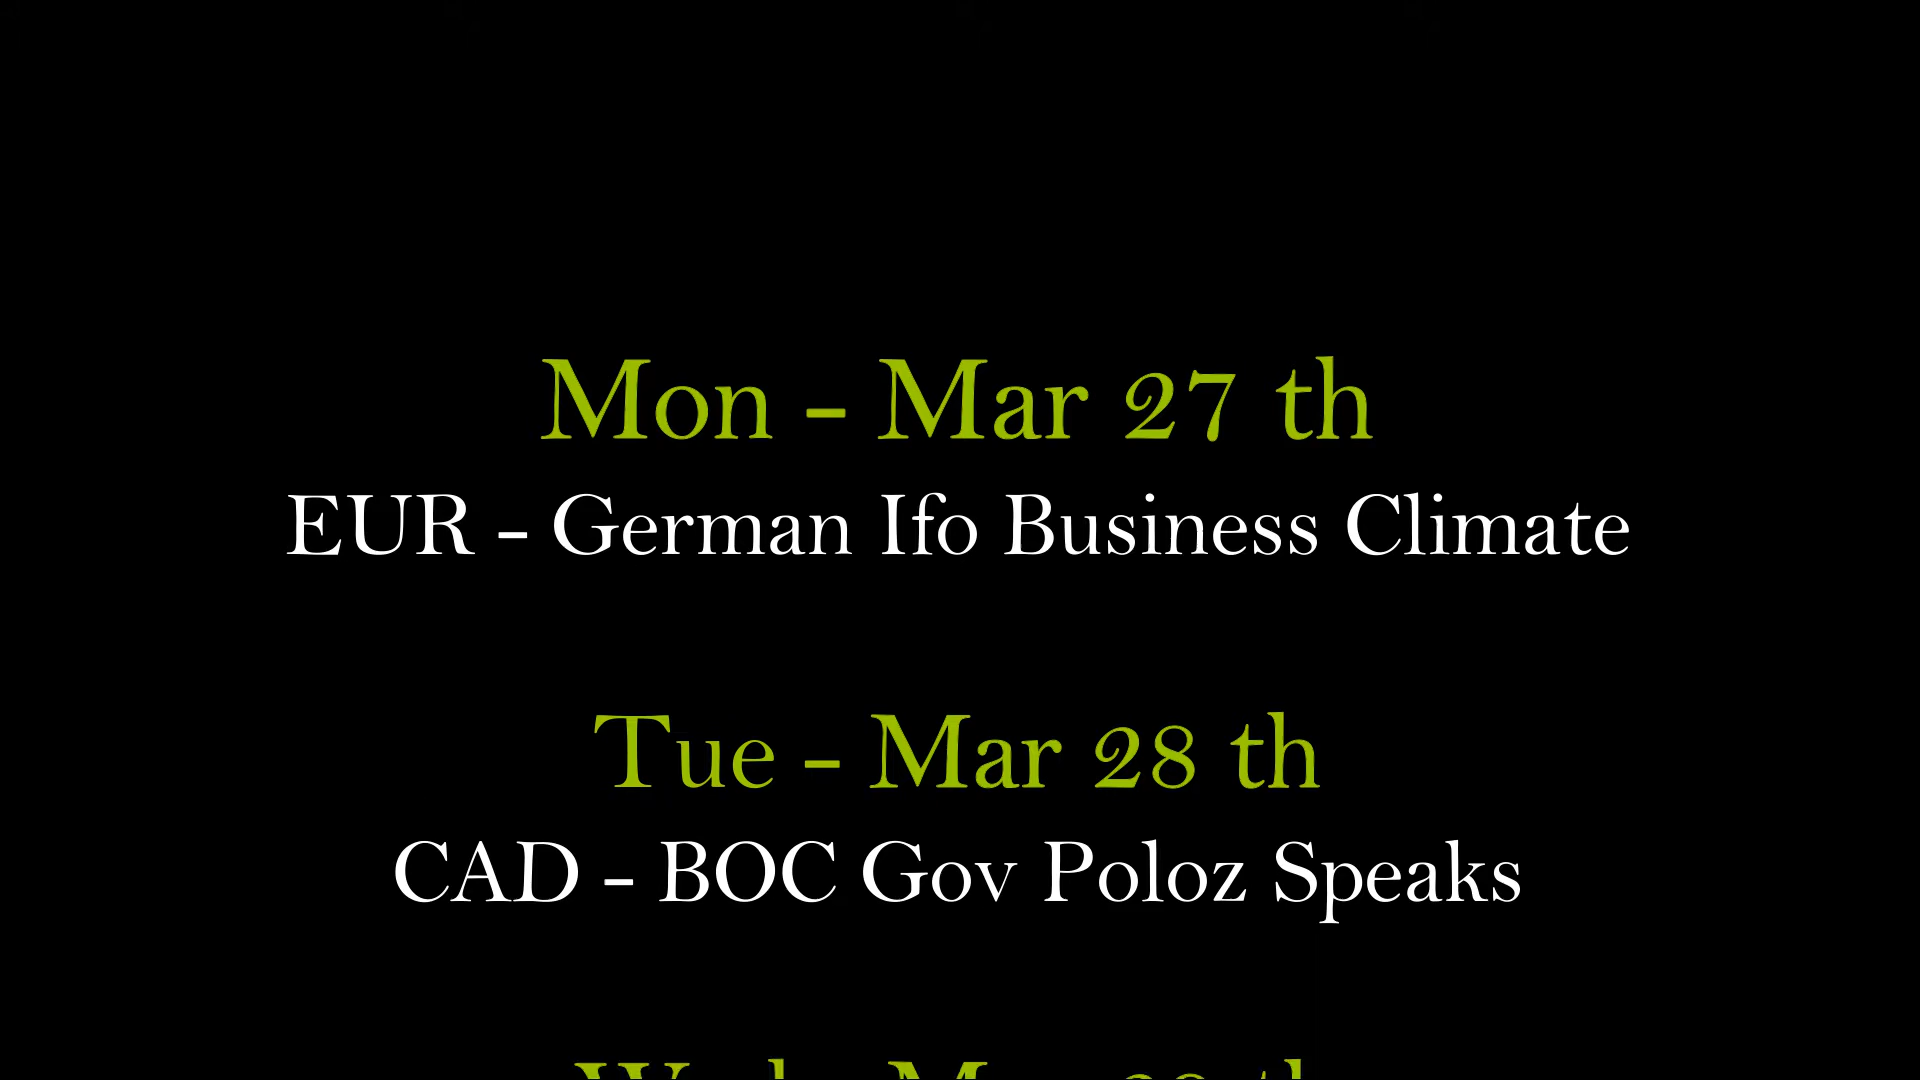 Mon - Mar 27 th
EUR - German Ifo Business Climate
Tue - Mar 28 th
CAD - BOC Gov Poloz Speaks